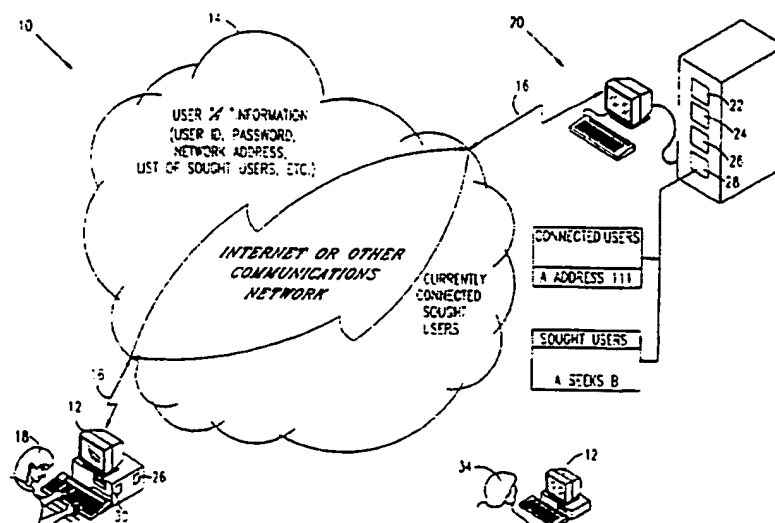 10
14
20
16
22
24
26
28
USER "A" INFORMATION
(USER ID, PASSWORD,
NETWORK ADDRESS,
LIST OF SOUGHT USERS, ETC.)
INTERNET OR OTHER
COMMUNICATIONS
NETWORK
CURRENTLY
CONNECTED
SOUGHT
USERS
CONNECTED USERS
A ADDRESS 111
SOUGHT USERS
A SEEKS B
16
12
18
26
30
34
12